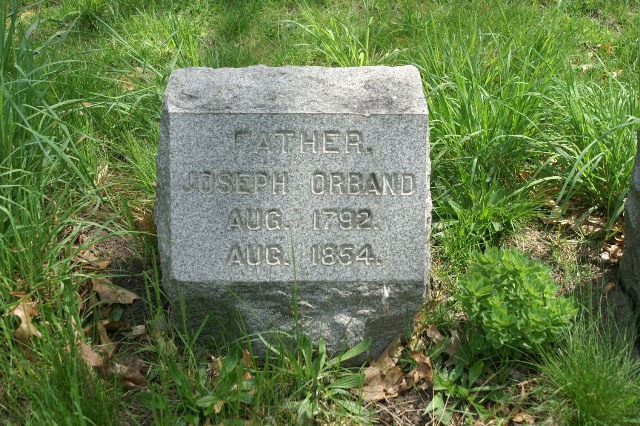 FATHER.
JOSEPH ORBAND
AUG. 1792.
AUG. 1854.